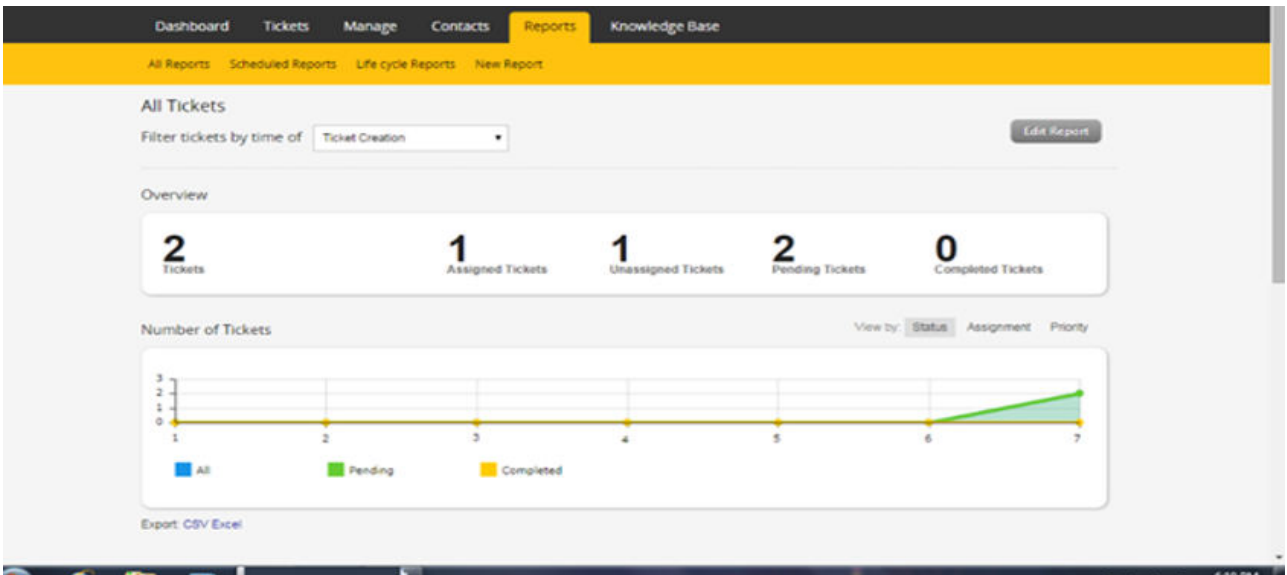 Dashboard Tickets Manage Contacts Reports Knowledge Base
All Reports Scheduled Reports Life cycle Reports New Report
All Tickets
Filter tickets by time of Ticket Creation
Edit Report
Overview
2 1 1 2 0
Tickets Assigned Tickets Unassigned Tickets Pending Tickets Completed Tickets
Number of Tickets View by: Status Assignment Priority
3
2
1
0
1 2 3 4 5 6 7
All Pending Completed
Export: CSV Excel